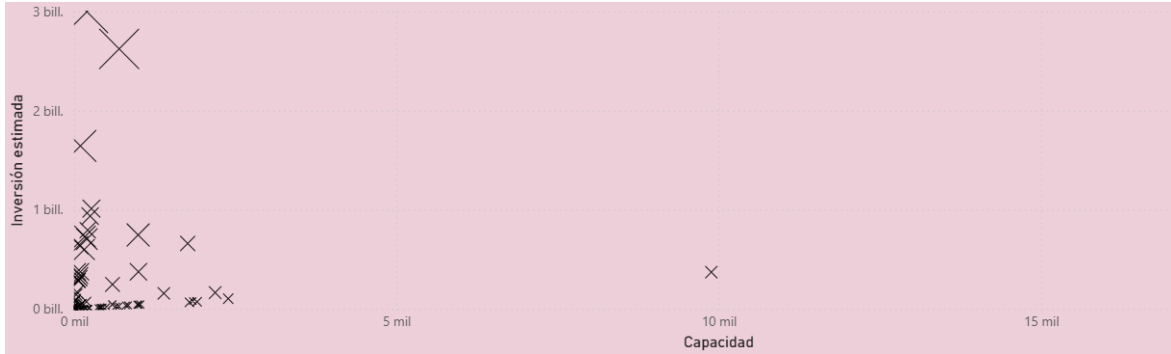 3 bill.
2 bill.
1 bill.
0 bill.
Inversión estimada
0 mil
5 mil
10 mil
15 mil
Capacidad